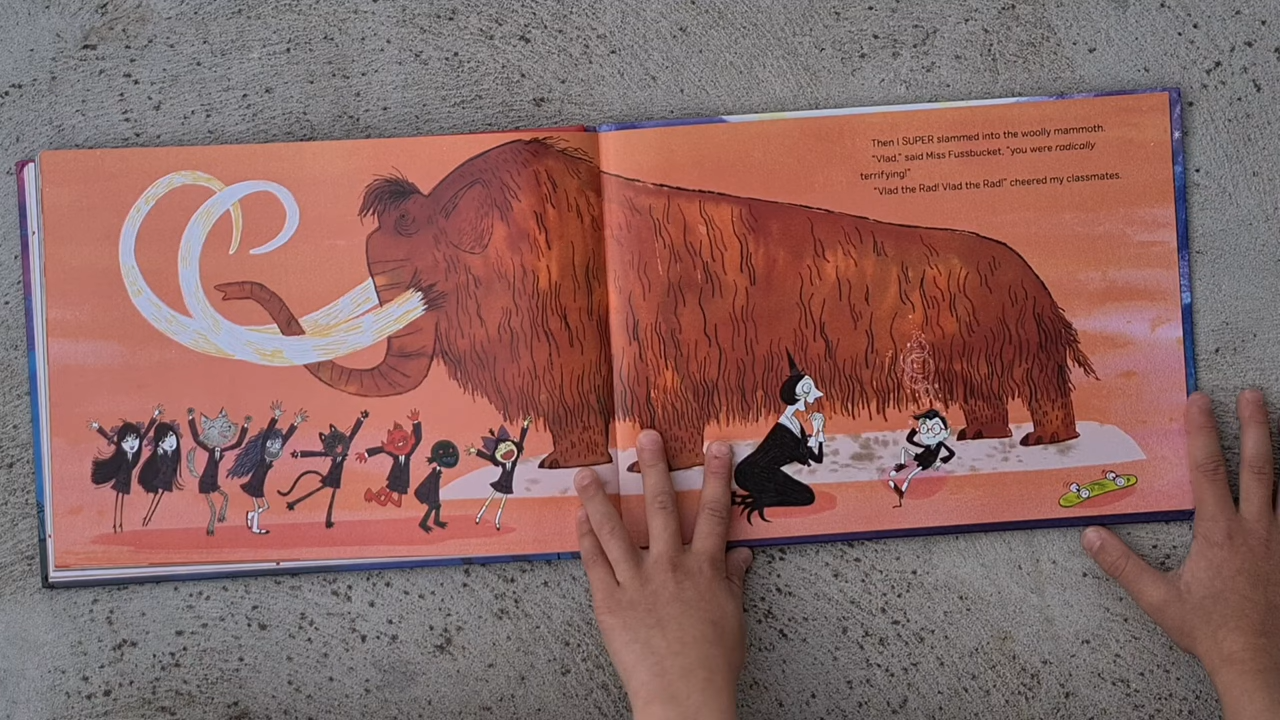 Then I SUPER slammed into the woolly mammoth.
"Vlad," said Miss Fussbucket, "you were radically
terrifying!"
"Vlad the Rad! Vlad the Rad!" cheered my classmates.